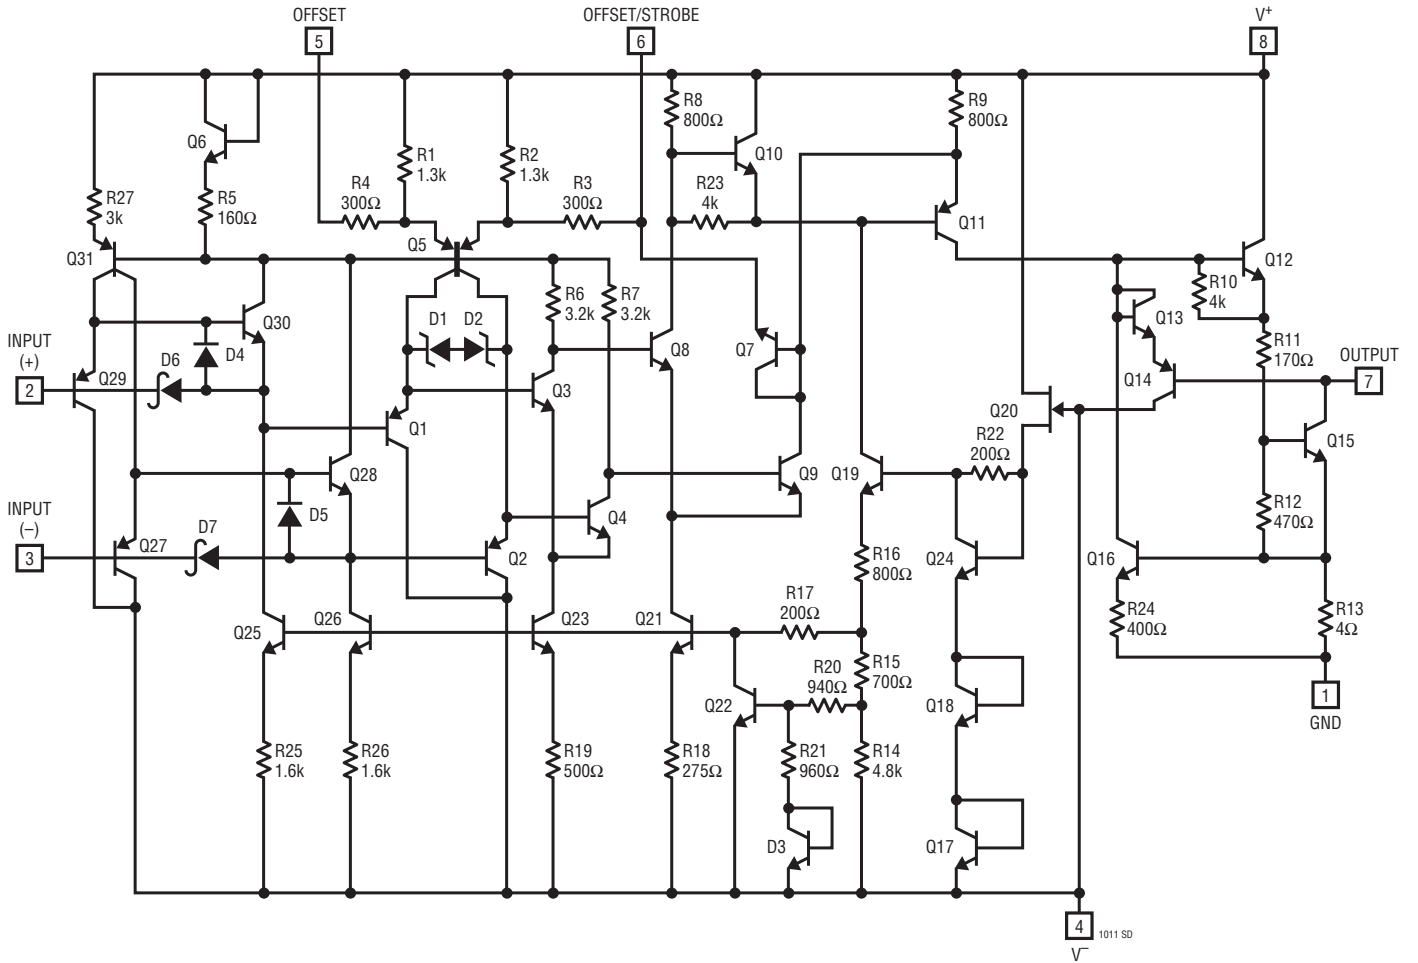 OFFSET
5
OFFSET/STROBE
6
V+
8
R8
800Ω
R9
800Ω
Q6
Q10
R1
1.3k
R2
1.3k
R4
300Ω
R3
300Ω
R23
4k
R27
3k
R5
160Ω
Q11
Q31
Q5
Q12
R10
4k
R6
3.2k
R7
3.2k
Q30
D1
D2
Q13
INPUT
(+)
2
D6
D4
Q8
Q7
R11
170Ω
OUTPUT
7
Q29
Q3
Q14
Q20
Q1
R22
200Ω
Q15
Q28
Q9
Q19
INPUT
(–)
3
D5
D7
Q4
R12
470Ω
Q27
Q2
Q24
Q16
R16
800Ω
R17
200Ω
Q25
Q26
Q23
Q21
R24
400Ω
R13
4Ω
R20
940Ω
R15
700Ω
Q22
Q18
1
GND
R25
1.6k
R26
1.6k
R19
500Ω
R18
275Ω
R21
960Ω
R14
4.8k
D3
Q17
4
V–
1011 SD